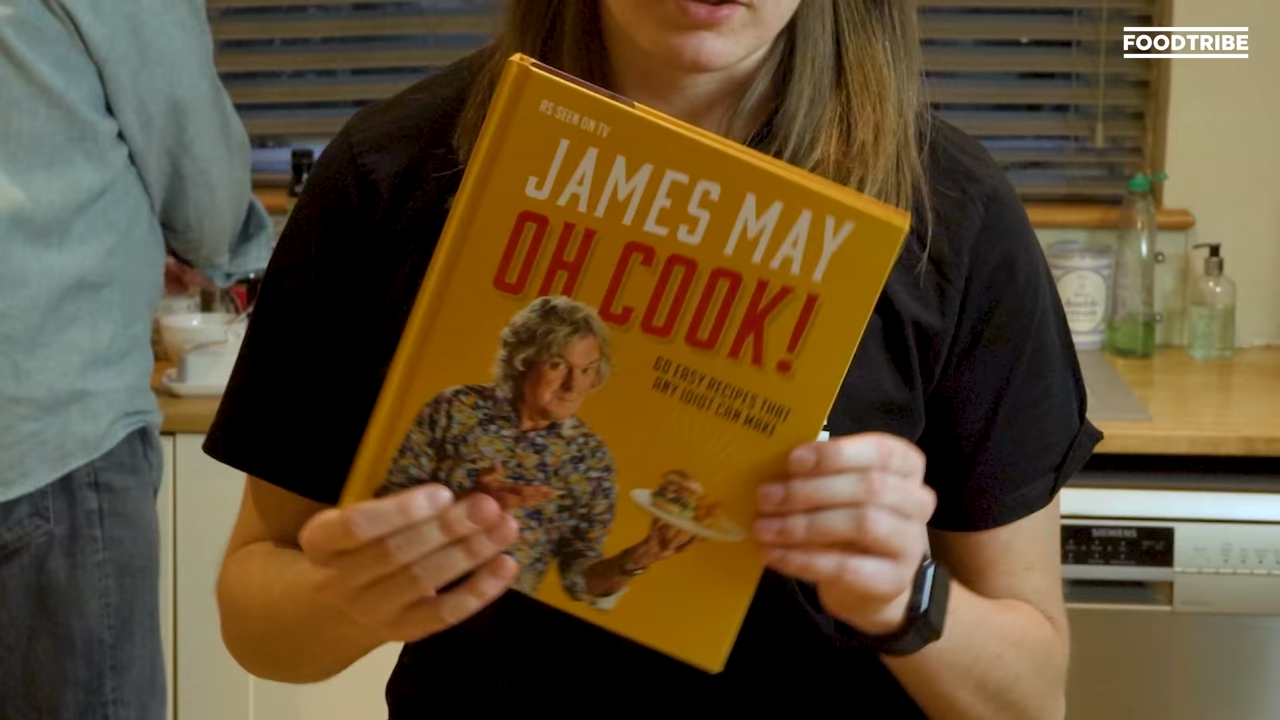 FOODTRIBE
AS SEEN ON TV
JAMES MAY
OH COOK!
60 EASY RECIPES THAT
ANY IDIOT CAN MAKE
SIEMENS